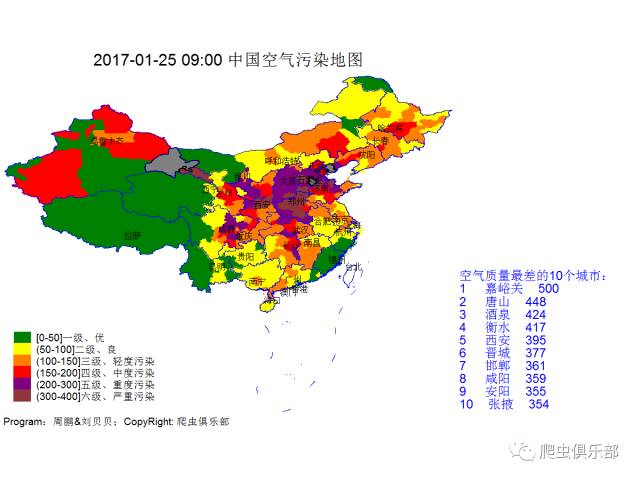 2017-01-25 09:00 中国空气污染地图
乌鲁木齐
哈尔滨
长春
沈阳
呼和浩特
太原
石家庄
济南
西宁
兰州
西安
郑州
拉萨
成都
重庆
武汉
合肥
南京
上海
杭州
南昌
长沙
贵阳
昆明
福州
台北
南宁
广州
澳门
香港
海口
空气质量最差的10个城市：
1 嘉峪关 500
2 唐山 448
3 酒泉 424
4 衡水 417
5 西安 395
6 晋城 377
7 邯郸 361
8 咸阳 359
9 安阳 355
10 张掖 354
[0-50]一级、优
(50-100]二级、良
(100-150]三级、轻度污染
(150-200]四级、中度污染
(200-300]五级、重度污染
(300-400]六级、严重污染
Program：周鹏&刘贝贝；CopyRight: 爬虫俱乐部
爬虫俱乐部